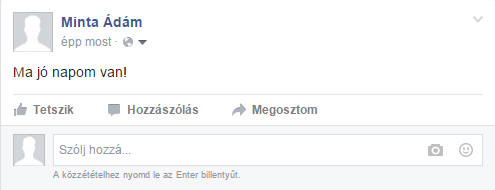 Minta Ádám
épp most ·
Ma jó napom van!
Tetszik Hozzászólás Megosztom
Szólj hozzá...
A közzétételhez nyomd le az Enter billentyűt.